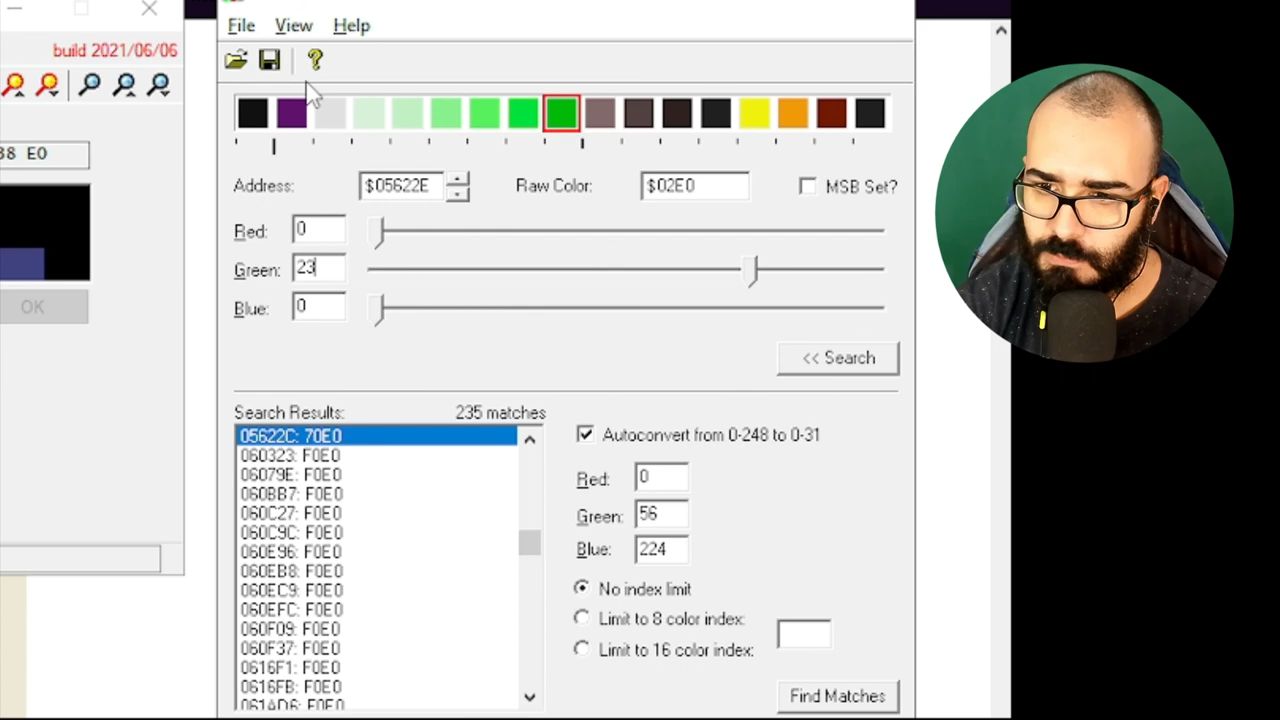 File View Help
build 2021/06/06
38 E0
Address: $05622E Raw Color: $02E0 MSB Set?
Red: 0
Green: 23
Blue: 0
OK
<< Search
Search Results: 235 matches
05622C: 70E0
060323: F0E0
06079E: F0E0
060BB7: F0E0
060C27: F0E0
060C9C: F0E0
060E96: F0E0
060EB8: F0E0
060EC9: F0E0
060EFC: F0E0
060F09: F0E0
060F37: F0E0
0616F1: F0E0
0616FB: F0E0
061AD6: F0E0
Autoconvert from 0-248 to 0-31
Red: 0
Green: 56
Blue: 224
No index limit
Limit to 8 color index:
Limit to 16 color index:
Find Matches